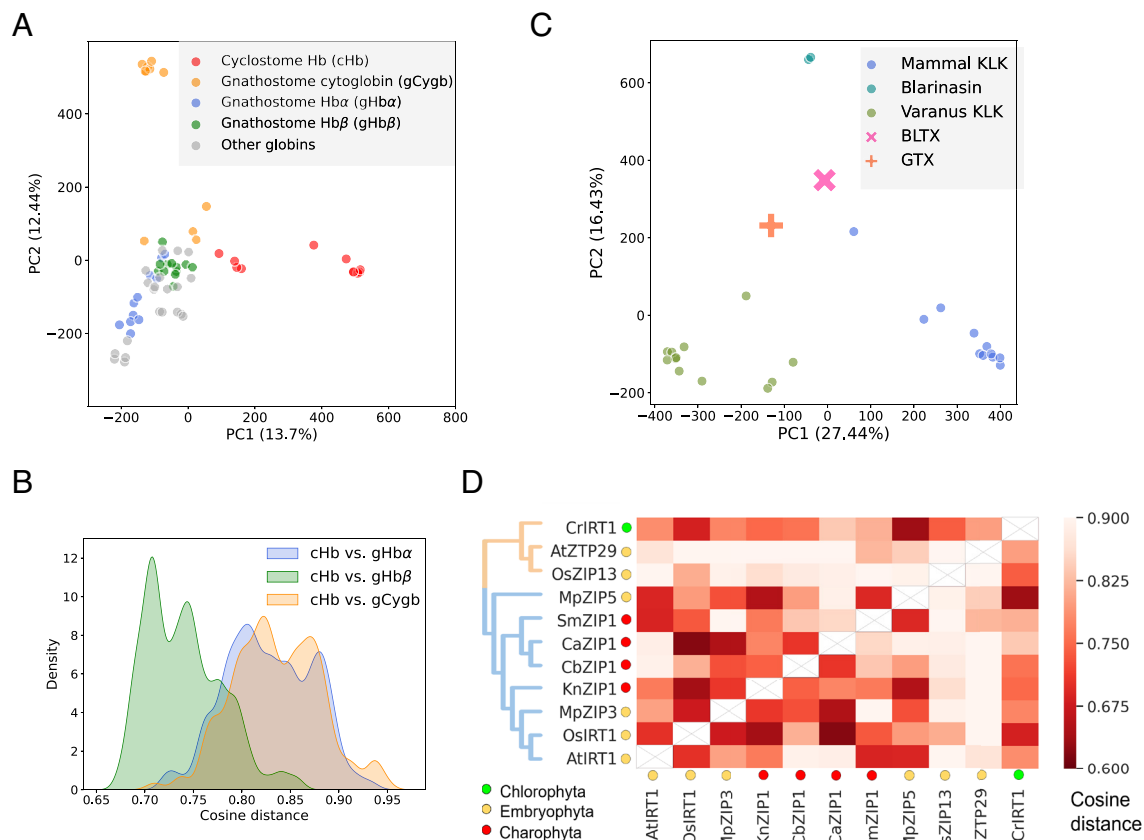 A
Cyclostome Hb (cHb)
Gnathostome cytoglobin (gCygb)
Gnathostome Hbα (gHbα)
Gnathostome Hbβ (gHbβ)
Other globins
400
200
0
−200
PC2 (12.44%)
−200 0 200 400 600 800
PC1 (13.7%)
C
Mammal KLK
Blarinasin
Varanus KLK
BLTX
GTX
600
400
200
0
−200
PC2 (16.43%)
−400 −300 −200 −100 0 100 200 300 400
PC1 (27.44%)
B
cHb vs. gHbα
cHb vs. gHbβ
cHb vs. gCygb
12
10
8
6
4
2
0
Density
0.65 0.70 0.75 0.80 0.85 0.90 0.95
Cosine distance
D
CrIRT1
AtZTP29
OsZIP13
MpZIP5
SmZIP1
CaZIP1
CbZIP1
KnZIP1
MpZIP3
OsIRT1
AtIRT1
Chlorophyta
Embryophyta
Charophyta
AtIRT1
OsIRT1
MpZIP3
KnZIP1
CbZIP1
CaZIP1
mZIP1
MpZIP5
sZIP13
ZTP29
CrIRT1
0.900
0.825
0.750
0.675
0.600
Cosine
distance